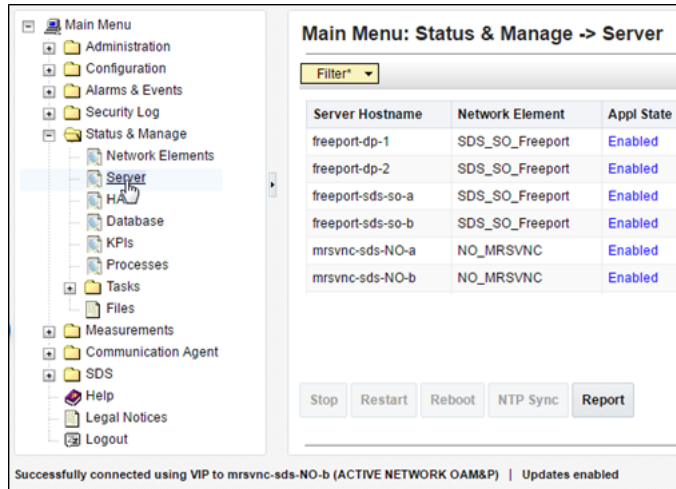 Main Menu
Administration
Configuration
Alarms & Events
Security Log
Status & Manage
Network Elements
Server
HA
Database
KPIs
Processes
Tasks
Files
Measurements
Communication Agent
SDS
Help
Legal Notices
Logout
Main Menu: Status & Manage -> Server
Filter*
Server Hostname Network Element Appl State
freeport-dp-1 SDS_SO_Freeport Enabled
freeport-dp-2 SDS_SO_Freeport Enabled
freeport-sds-so-a SDS_SO_Freeport Enabled
freeport-sds-so-b SDS_SO_Freeport Enabled
mrsvnc-sds-NO-a NO_MRSVNC Enabled
mrsvnc-sds-NO-b NO_MRSVNC Enabled
Stop Restart Reboot NTP Sync Report
Successfully connected using VIP to mrsvnc-sds-NO-b (ACTIVE NETWORK OAM&P) | Updates enabled